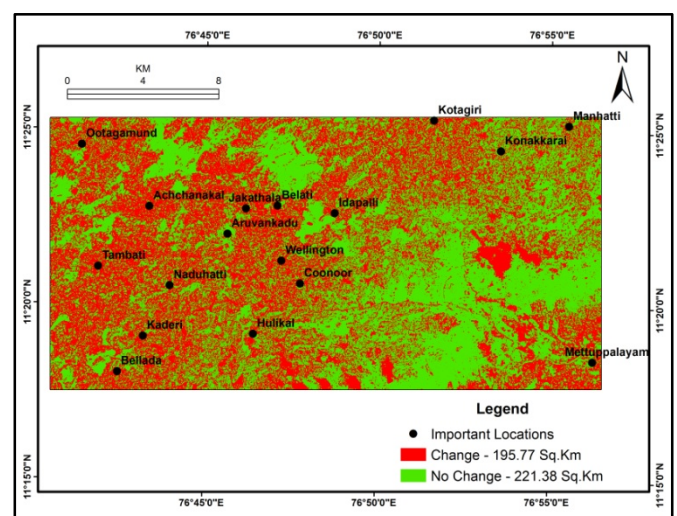 76°45'0"E 76°50'0"E 76°55'0"E
KM
0 4 8
N
11°25'0"N
11°25'0"N
Kotagiri
Manhatti
Ootagamund
Konakkarai
Achchanakal
Jakathala
Belati
Idapalli
Aruvankadu
Wellington
Tambati
Coonoor
Naduhatti
11°20'0"N
11°20'0"N
Kaderi
Hulikal
Mettuppalayam
Bellada
Legend
Important Locations
Change - 195.77 Sq.Km
No Change - 221.38 Sq.Km
11°15'0"N
11°15'0"N
76°45'0"E 76°50'0"E 76°55'0"E